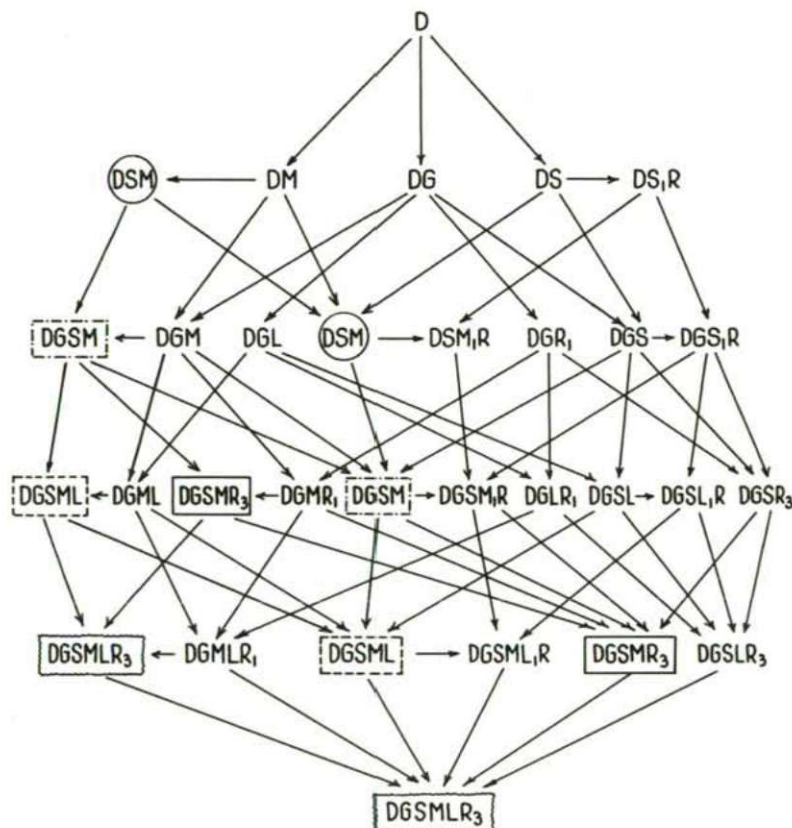 D
DSM DM DG DS DS₁R
DGSM DGM DGL DSM DSM₁R DGR₁ DGS DGS₁R
DGSML DGML DGSMR₃ DGMR₁ DGSM DGSM₁R DGLR₁ DGSL DGSL₁R DGSR₃
DGSMLR₃ DGMLR₁ DGSML DGSML₁R DGSMR₃ DGSLR₃
DGSMLR₃